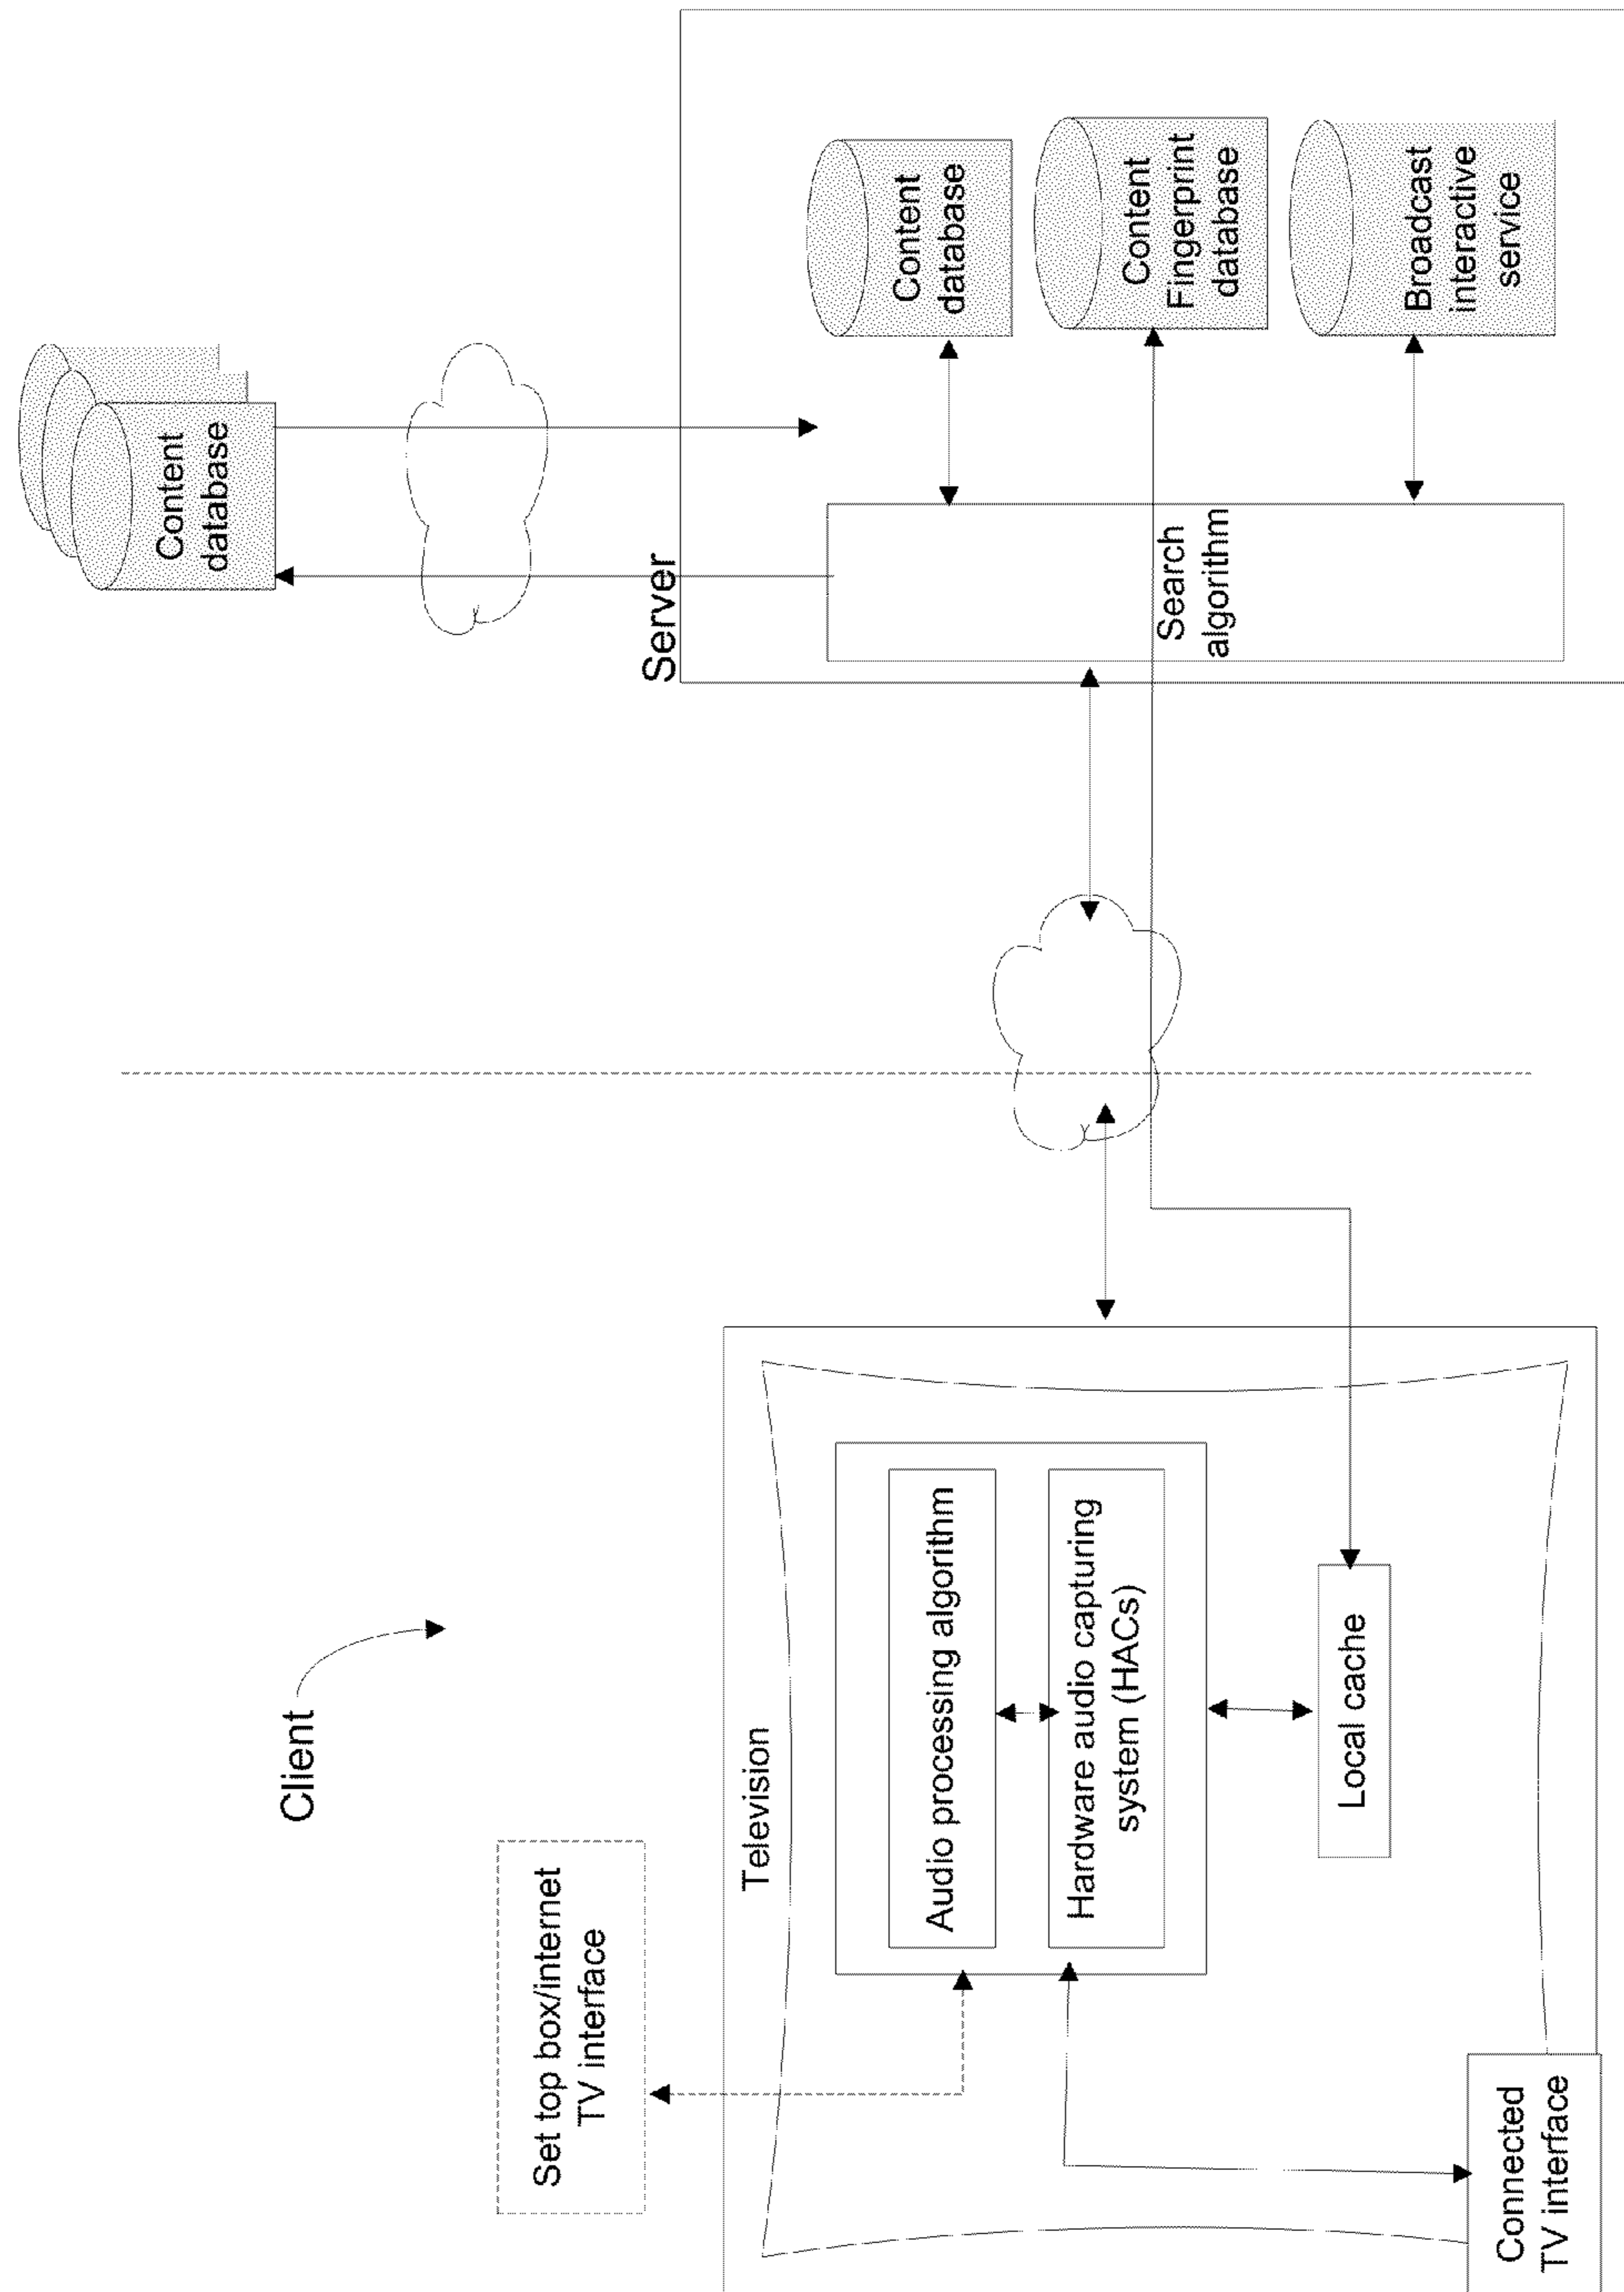 Client
Set top box/internet
TV interface
Television
Audio processing algorithm
Hardware audio capturing
system (HACs)
Local cache
Connected
TV interface
Content
database
Server
Search
algorithm
Content
database
Content
Fingerprint
database
Broadcast
interactive
service